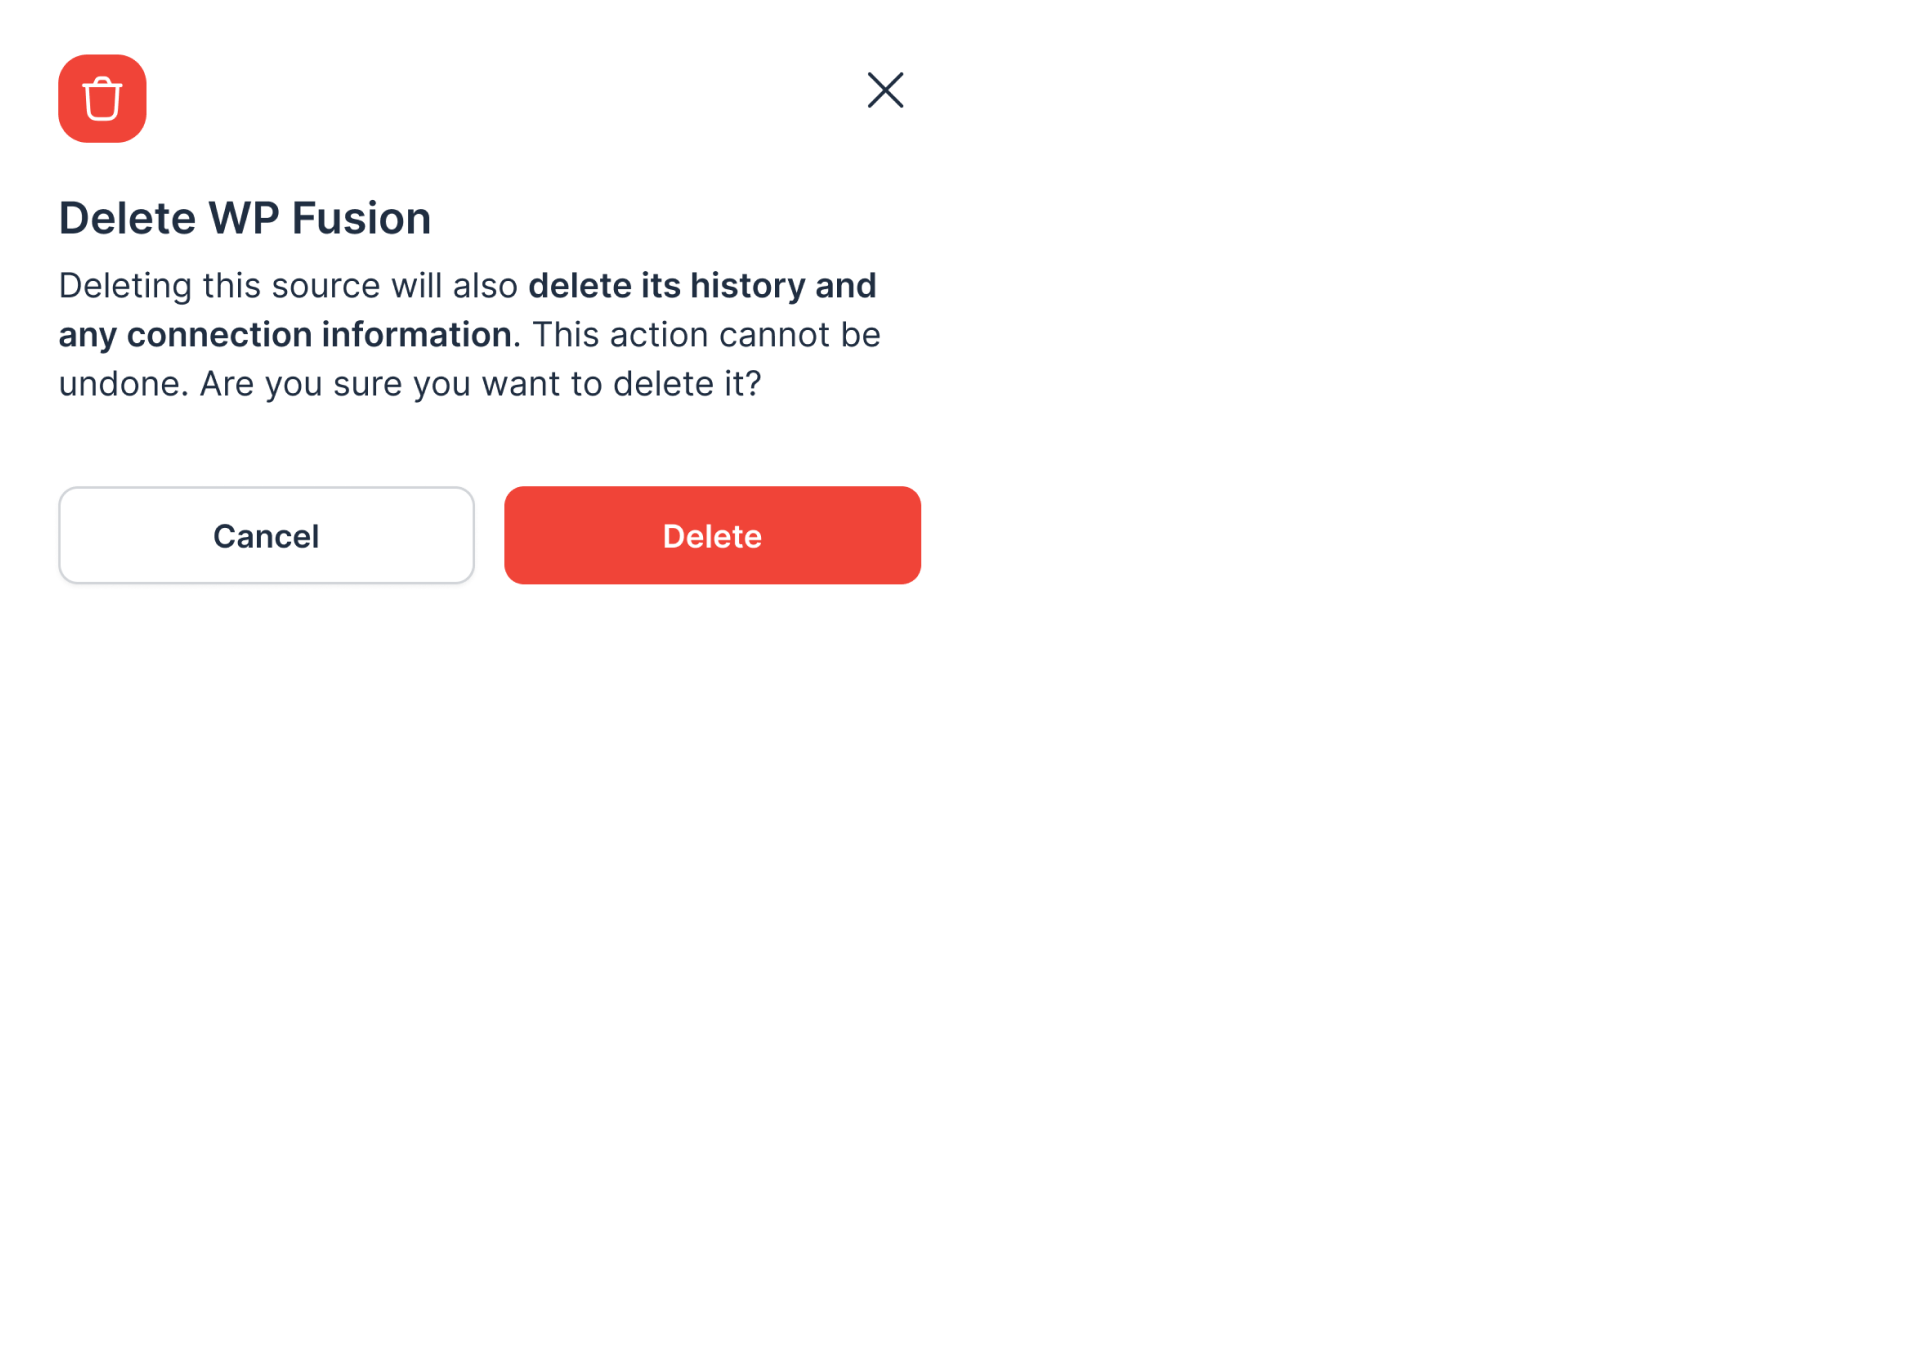 Delete WP Fusion
Deleting this source will also delete its history and
any connection information. This action cannot be
undone. Are you sure you want to delete it?
Cancel
Delete